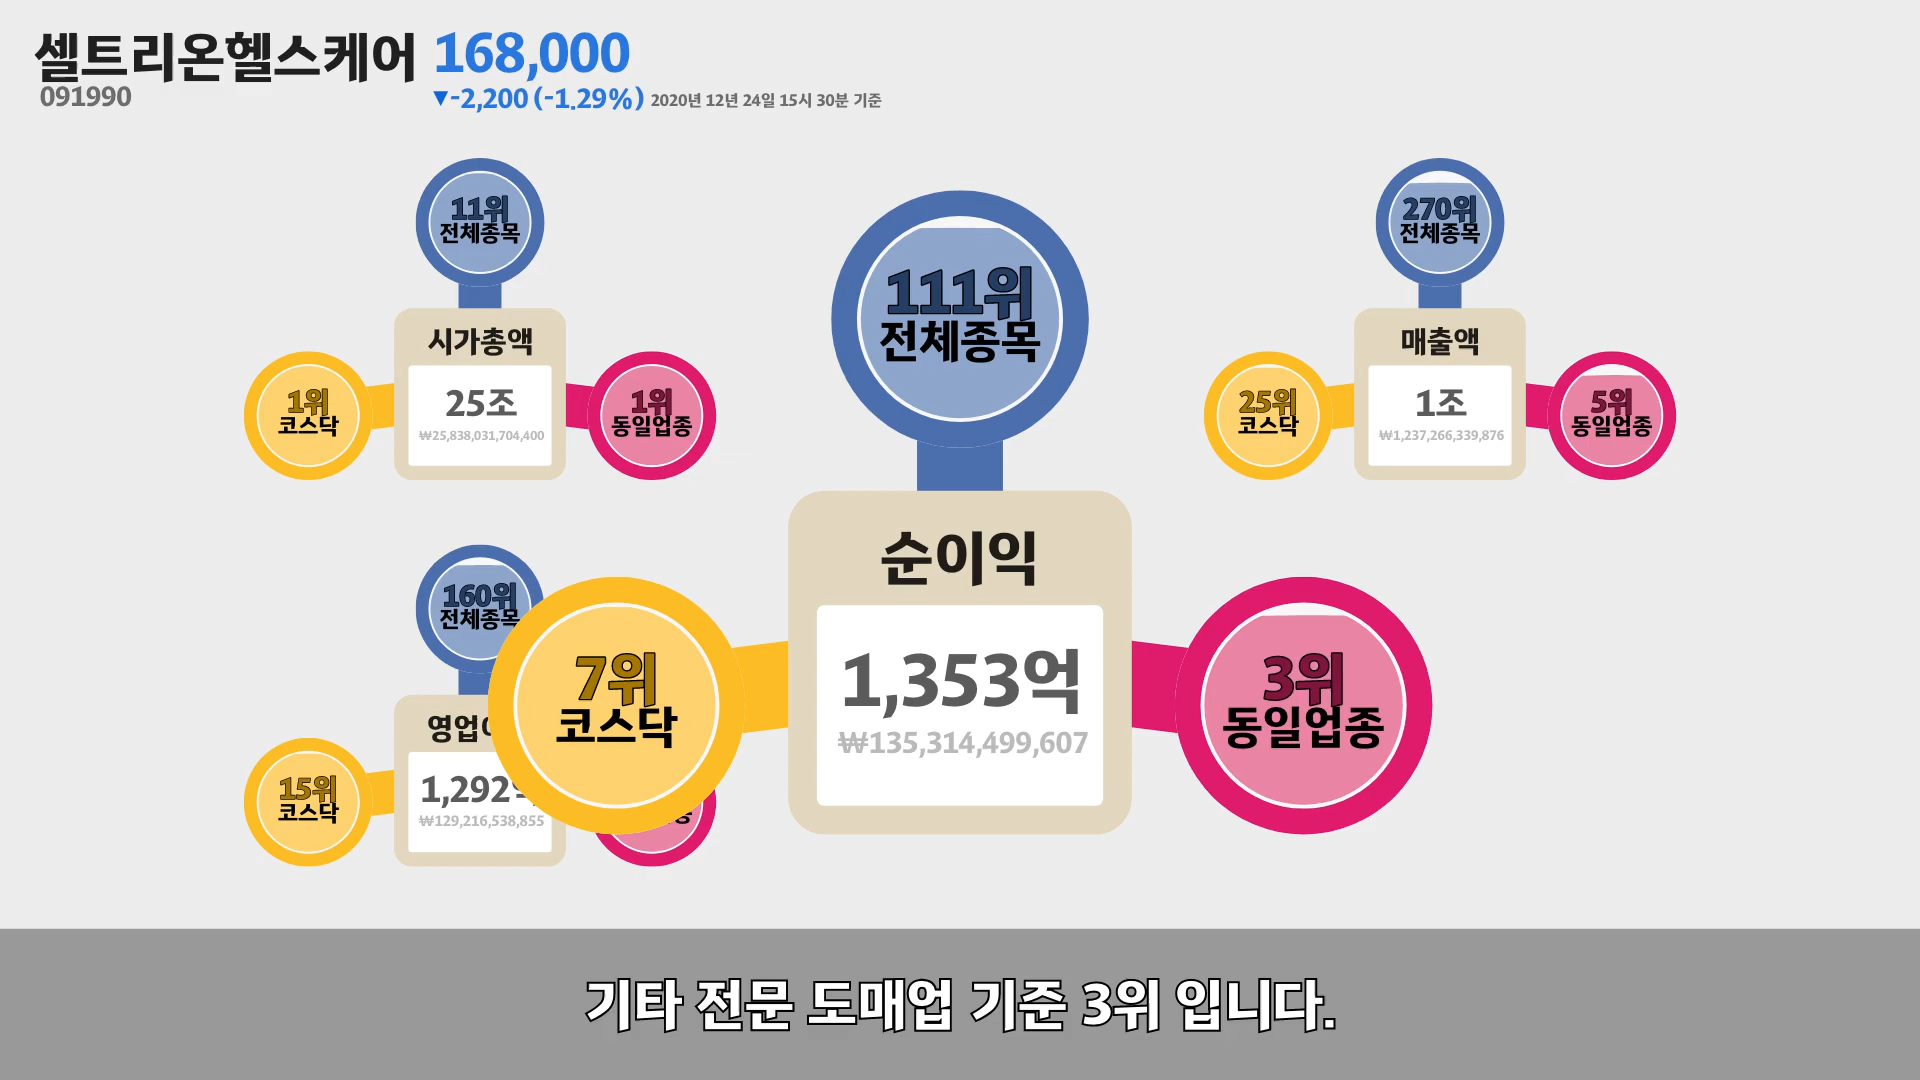 셀트리온헬스케어 168,000
091990
▼-2,200 (-1.29%) 2020년 12년 24일 15시 30분 기준
11위
전체종목
시가총액
25조
₩25,838,031,704,400
1위
코스닥
1위
동일업종
111위
전체종목
순이익
1,353억
₩135,314,499,607
7위
코스닥
3위
동일업종
270위
전체종목
매출액
1조
₩1,237,266,339,876
25위
코스닥
5위
동일업종
160위
전체종목
영업
1,292
₩129,216,538,855
15위
코스닥
기타 전문 도매업 기준 3위 입니다.